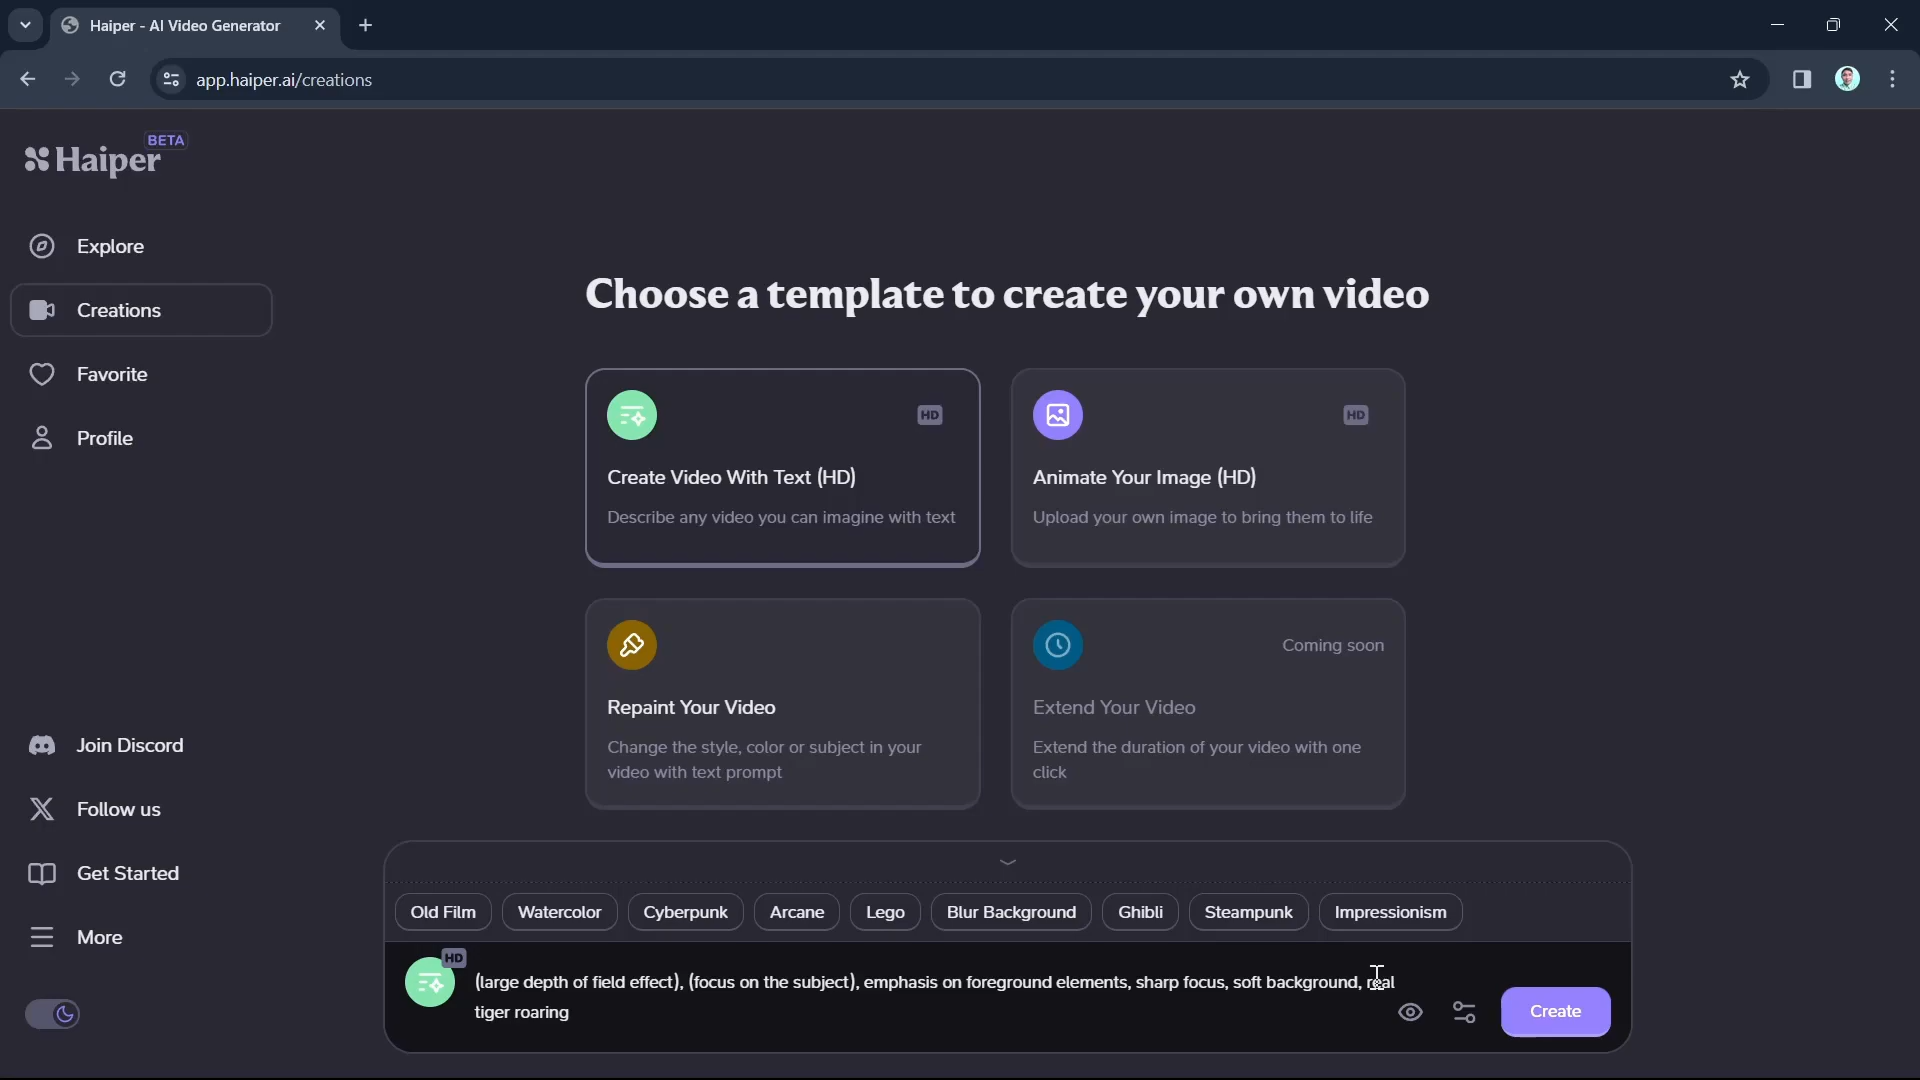 Haiper - AI Video Generator
app.haiper.ai/creations
Haiper BETA
Explore
Creations
Favorite
Profile
Join Discord
Follow us
Get Started
More
Choose a template to create your own video
HD
Create Video With Text (HD)
Describe any video you can imagine with text
HD
Animate Your Image (HD)
Upload your own image to bring them to life
Repaint Your Video
Change the style, color or subject in your
video with text prompt
Coming soon
Extend Your Video
Extend the duration of your video with one
click
Old Film Watercolor Cyberpunk Arcane Lego Blur Background Ghibli Steampunk Impressionism
HD
(large depth of field effect), (focus on the subject), emphasis on foreground elements, sharp focus, soft background, real
tiger roaring
Create